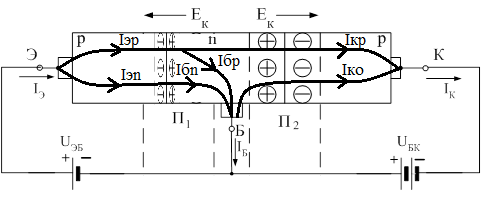 Eк Eк
p Iэр n Iкр p
Э Iбр К
Iэп Iбп Iко
IЭ IК
П1 Б П2
IБ
UЭБ UБК
+ − + −